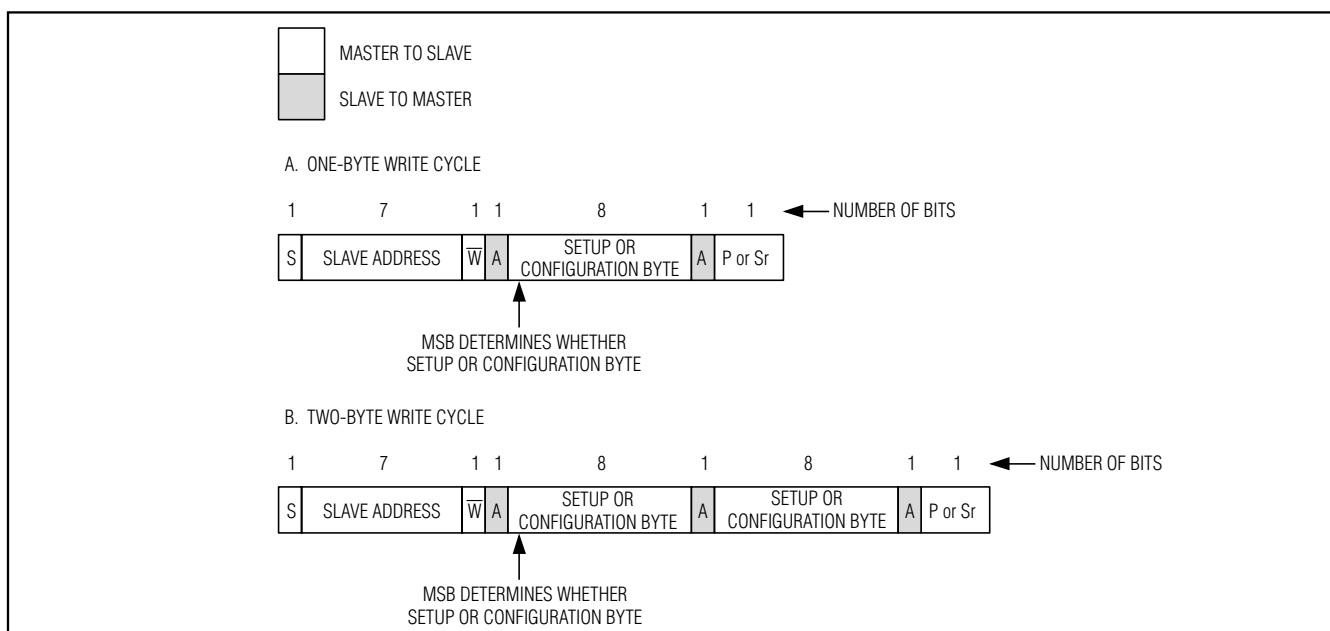 MASTER TO SLAVE
SLAVE TO MASTER
A. ONE-BYTE WRITE CYCLE
1 7 1 1 8 1 1 NUMBER OF BITS
S SLAVE ADDRESS W̅ A SETUP OR CONFIGURATION BYTE A P or Sr
MSB DETERMINES WHETHER
SETUP OR CONFIGURATION BYTE
B. TWO-BYTE WRITE CYCLE
1 7 1 1 8 1 8 1 1 NUMBER OF BITS
S SLAVE ADDRESS W̅ A SETUP OR CONFIGURATION BYTE A SETUP OR CONFIGURATION BYTE A P or Sr
MSB DETERMINES WHETHER
SETUP OR CONFIGURATION BYTE